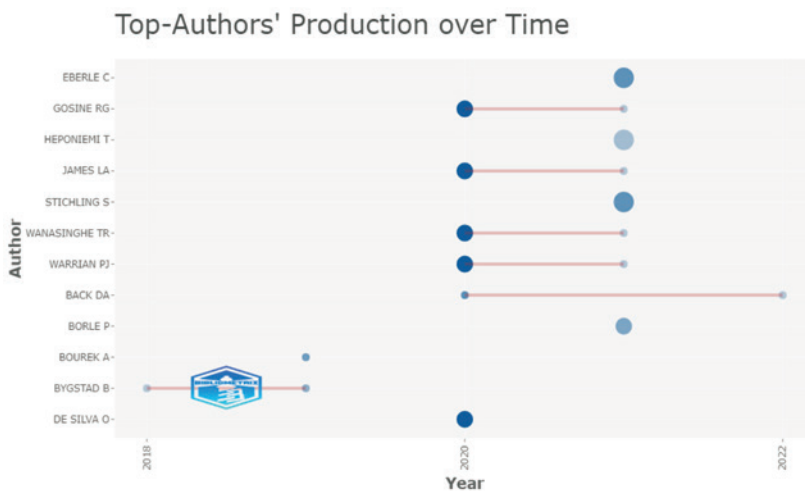 Top-Authors' Production over Time
EBERLE C
GOSINE RG
HEPONIEMI T
JAMES LA
STICHLING S
WANASINGHE TR
WARRIAN PJ
BACK DA
BORLE P
BOUREK A
BYGSTAD B
DE SILVA O
Author
BIBLIOMETRIX
2018
2020
2022
Year